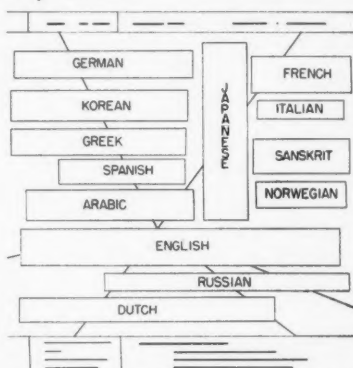 GERMAN
KOREAN
GREEK
SPANISH
ARABIC
JAPANESE
FRENCH
ITALIAN
SANSKRIT
NORWEGIAN
ENGLISH
RUSSIAN
DUTCH